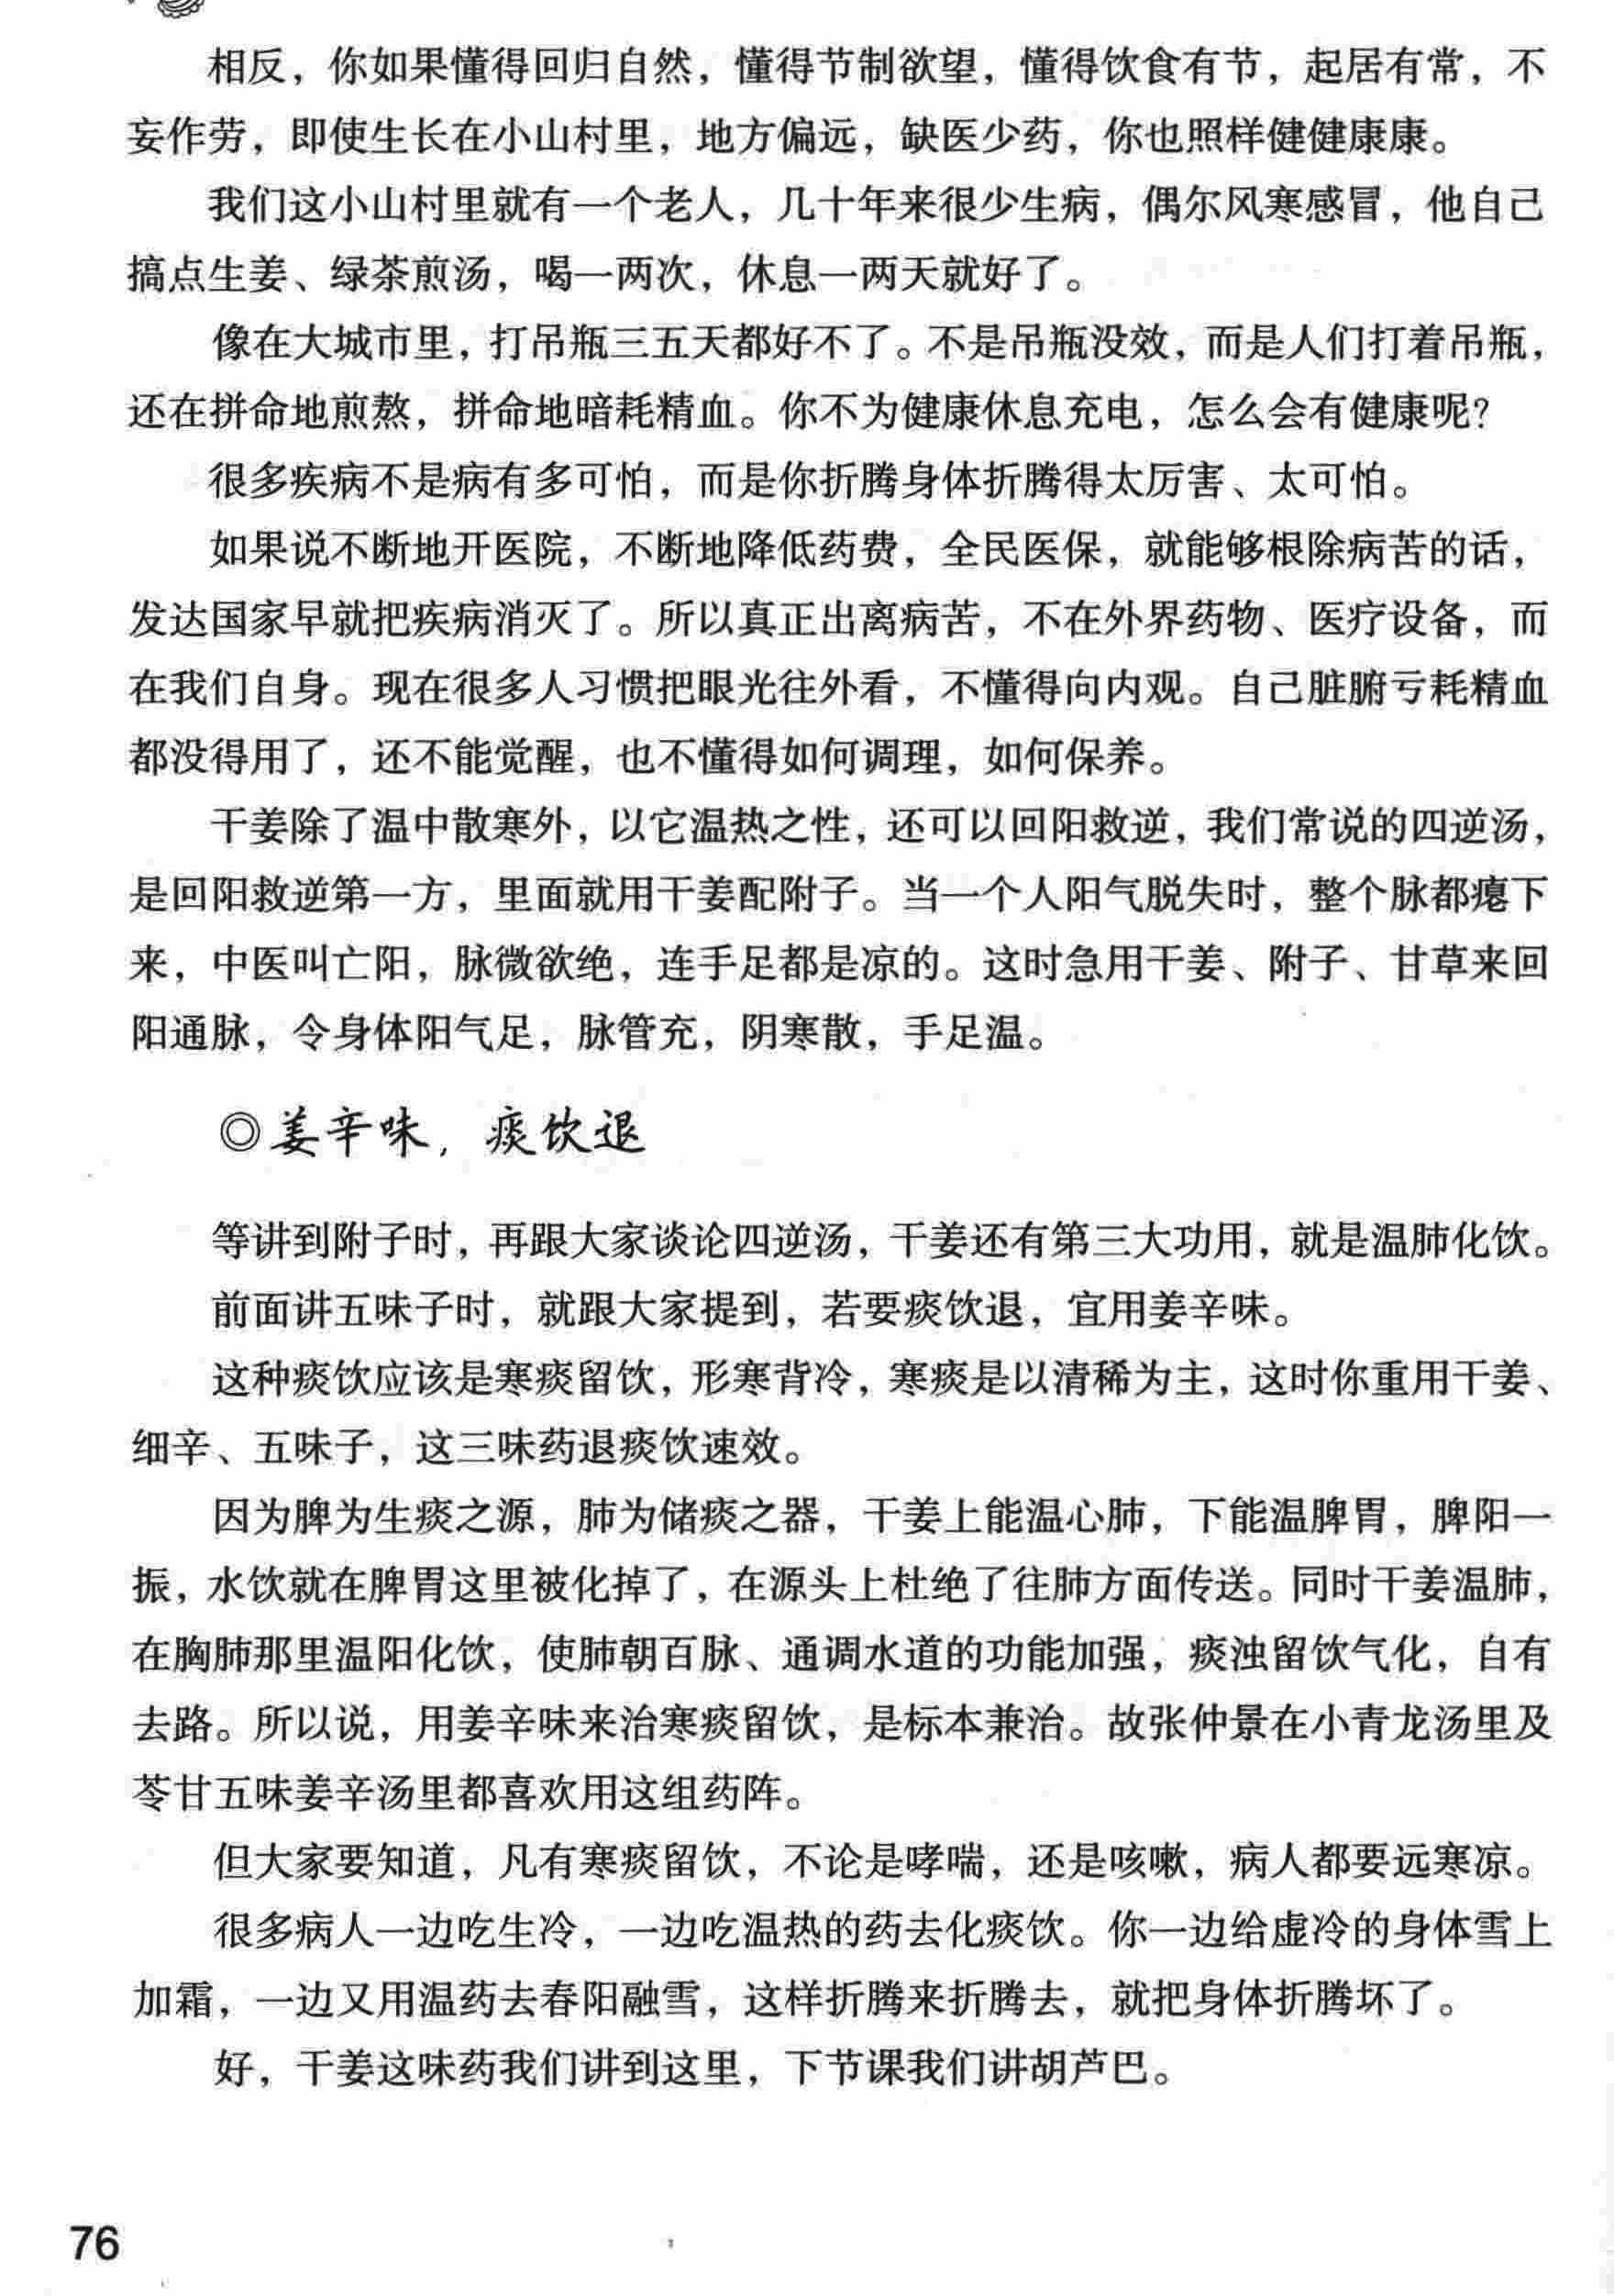 相反，你如果懂得回归自然，懂得节制欲望，懂得饮食有节，起居有常，不
妄作劳，即使生长在小山村里，地方偏远，缺医少药，你也照样健健康康。
我们这小山村里就有一个老人，几十年来很少生病，偶尔风寒感冒，他自己
搞点生姜、绿茶煎汤，喝一两次，休息一两天就好了。
像在大城市里，打吊瓶三五天都好不了。不是吊瓶没效，而是人们打着吊瓶，
还在拼命地煎熬，拼命地暗耗精血。你不为健康休息充电，怎么会有健康呢？
很多疾病不是病有多可怕，而是你折腾身体折腾得太厉害、太可怕。
如果说不断地开医院，不断地降低药费，全民医保，就能够根除病苦的话，
发达国家早就把疾病消灭了。所以真正出离病苦，不在外界药物、医疗设备，而
在我们自身。现在很多人习惯把眼光往外看，不懂得向内观。自己脏腑亏耗精血
都没得用了，还不能觉醒，也不懂得如何调理，如何保养。
干姜除了温中散寒外，以它温热之性，还可以回阳救逆，我们常说的四逆汤，
是回阳救逆第一方，里面就用干姜配附子。当一个人阳气脱失时，整个脉都瘪下
来，中医叫亡阳，脉微欲绝，连手足都是凉的。这时急用干姜、附子、甘草来回
阳通脉，令身体阳气足，脉管充，阴寒散，手足温。
◎姜辛味，痰饮退
等讲到附子时，再跟大家谈论四逆汤，干姜还有第三大功用，就是温肺化饮。
前面讲五味子时，就跟大家提到，若要痰饮退，宜用姜辛味。
这种痰饮应该是寒痰留饮，形寒背冷，寒痰是以清稀为主，这时你重用干姜、
细辛、五味子，这三味药退痰饮速效。
因为脾为生痰之源，肺为储痰之器，干姜上能温心肺，下能温脾胃，脾阳一
振，水饮就在脾胃这里被化掉了，在源头上杜绝了往肺方面传送。同时干姜温肺，
在胸肺那里温阳化饮，使肺朝百脉、通调水道的功能加强，痰浊留饮气化，自有
去路。所以说，用姜辛味来治寒痰留饮，是标本兼治。故张仲景在小青龙汤里及
苓甘五味姜辛汤里都喜欢用这组药阵。
但大家要知道，凡有寒痰留饮，不论是哮喘，还是咳嗽，病人都要远寒凉。
很多病人一边吃生冷，一边吃温热的药去化痰饮。你一边给虚冷的身体雪上
加霜，一边又用温药去春阳融雪，这样折腾来折腾去，就把身体折腾坏了。
好，干姜这味药我们讲到这里，下节课我们讲胡芦巴。
76